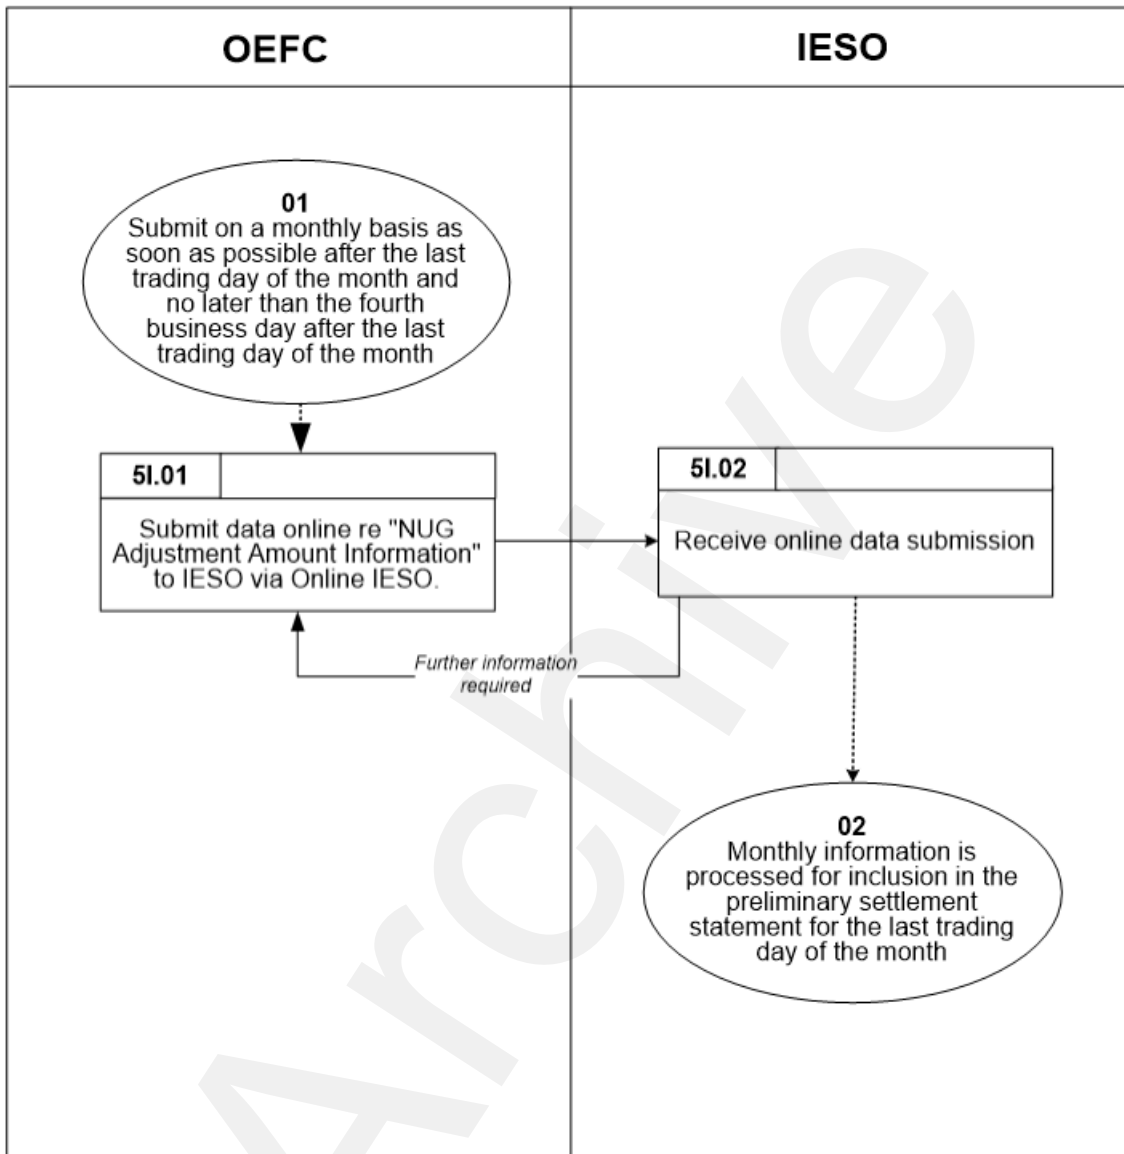 OEFC
IESO
01
Submit on a monthly basis as
soon as possible after the last
trading day of the month and
no later than the fourth
business day after the last
trading day of the month
5I.01
Submit data online re "NUG
Adjustment Amount Information"
to IESO via Online IESO.
5I.02
Receive online data submission
Further information
required
02
Monthly information is
processed for inclusion in the
preliminary settlement
statement for the last trading
day of the month
Archive